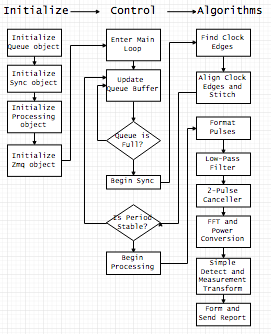 Initialize
Control
Algorithms
Initialize
Queue object
Initialize
Sync object
Initialize
Processing
object
Initialize
Zmq object
Enter Main
Loop
Update
Queue Buffer
Queue is
Full?
Begin Sync
Is Period
Stable?
Begin
Processing
Find Clock
Edges
Align Clock
Edges and
Stitch
Format
Pulses
Low-Pass
Filter
2-Pulse
Canceller
FFT and
Power
Conversion
Simple
Detect and
Measurement
Transform
Form and
Send Report